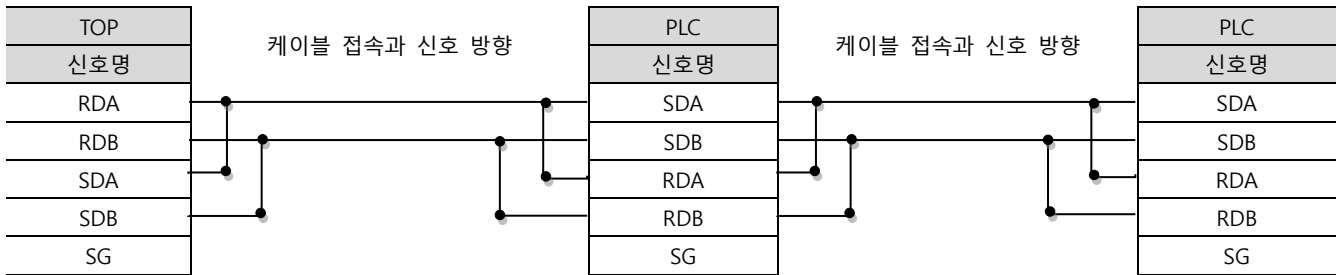 TOP 케이블 접속과 신호 방향 PLC 케이블 접속과 신호 방향 PLC
신호명 신호명 신호명
RDA SDA SDA
RDB SDB SDB
SDA RDA RDA
SDB RDB RDB
SG SG SG